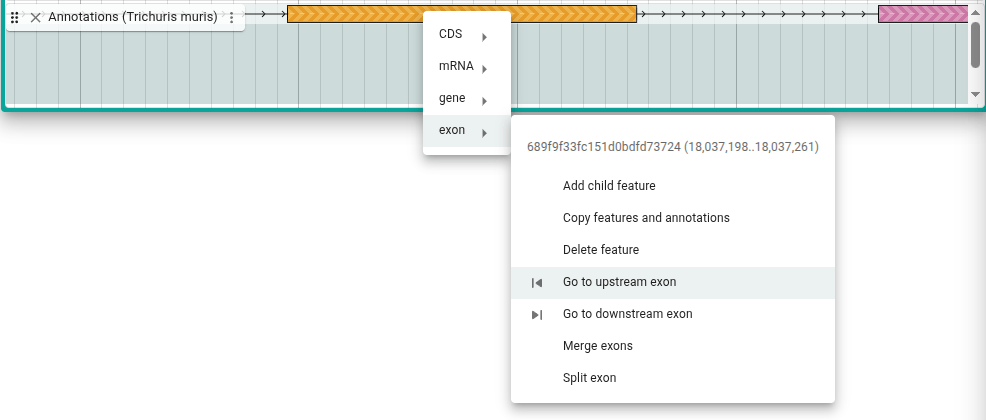 Annotations (Trichuris muris)
CDS
mRNA
gene
exon
689f9f33fc151d0bdfd73724 (18,037,198..18,037,261)
Add child feature
Copy features and annotations
Delete feature
Go to upstream exon
Go to downstream exon
Merge exons
Split exon